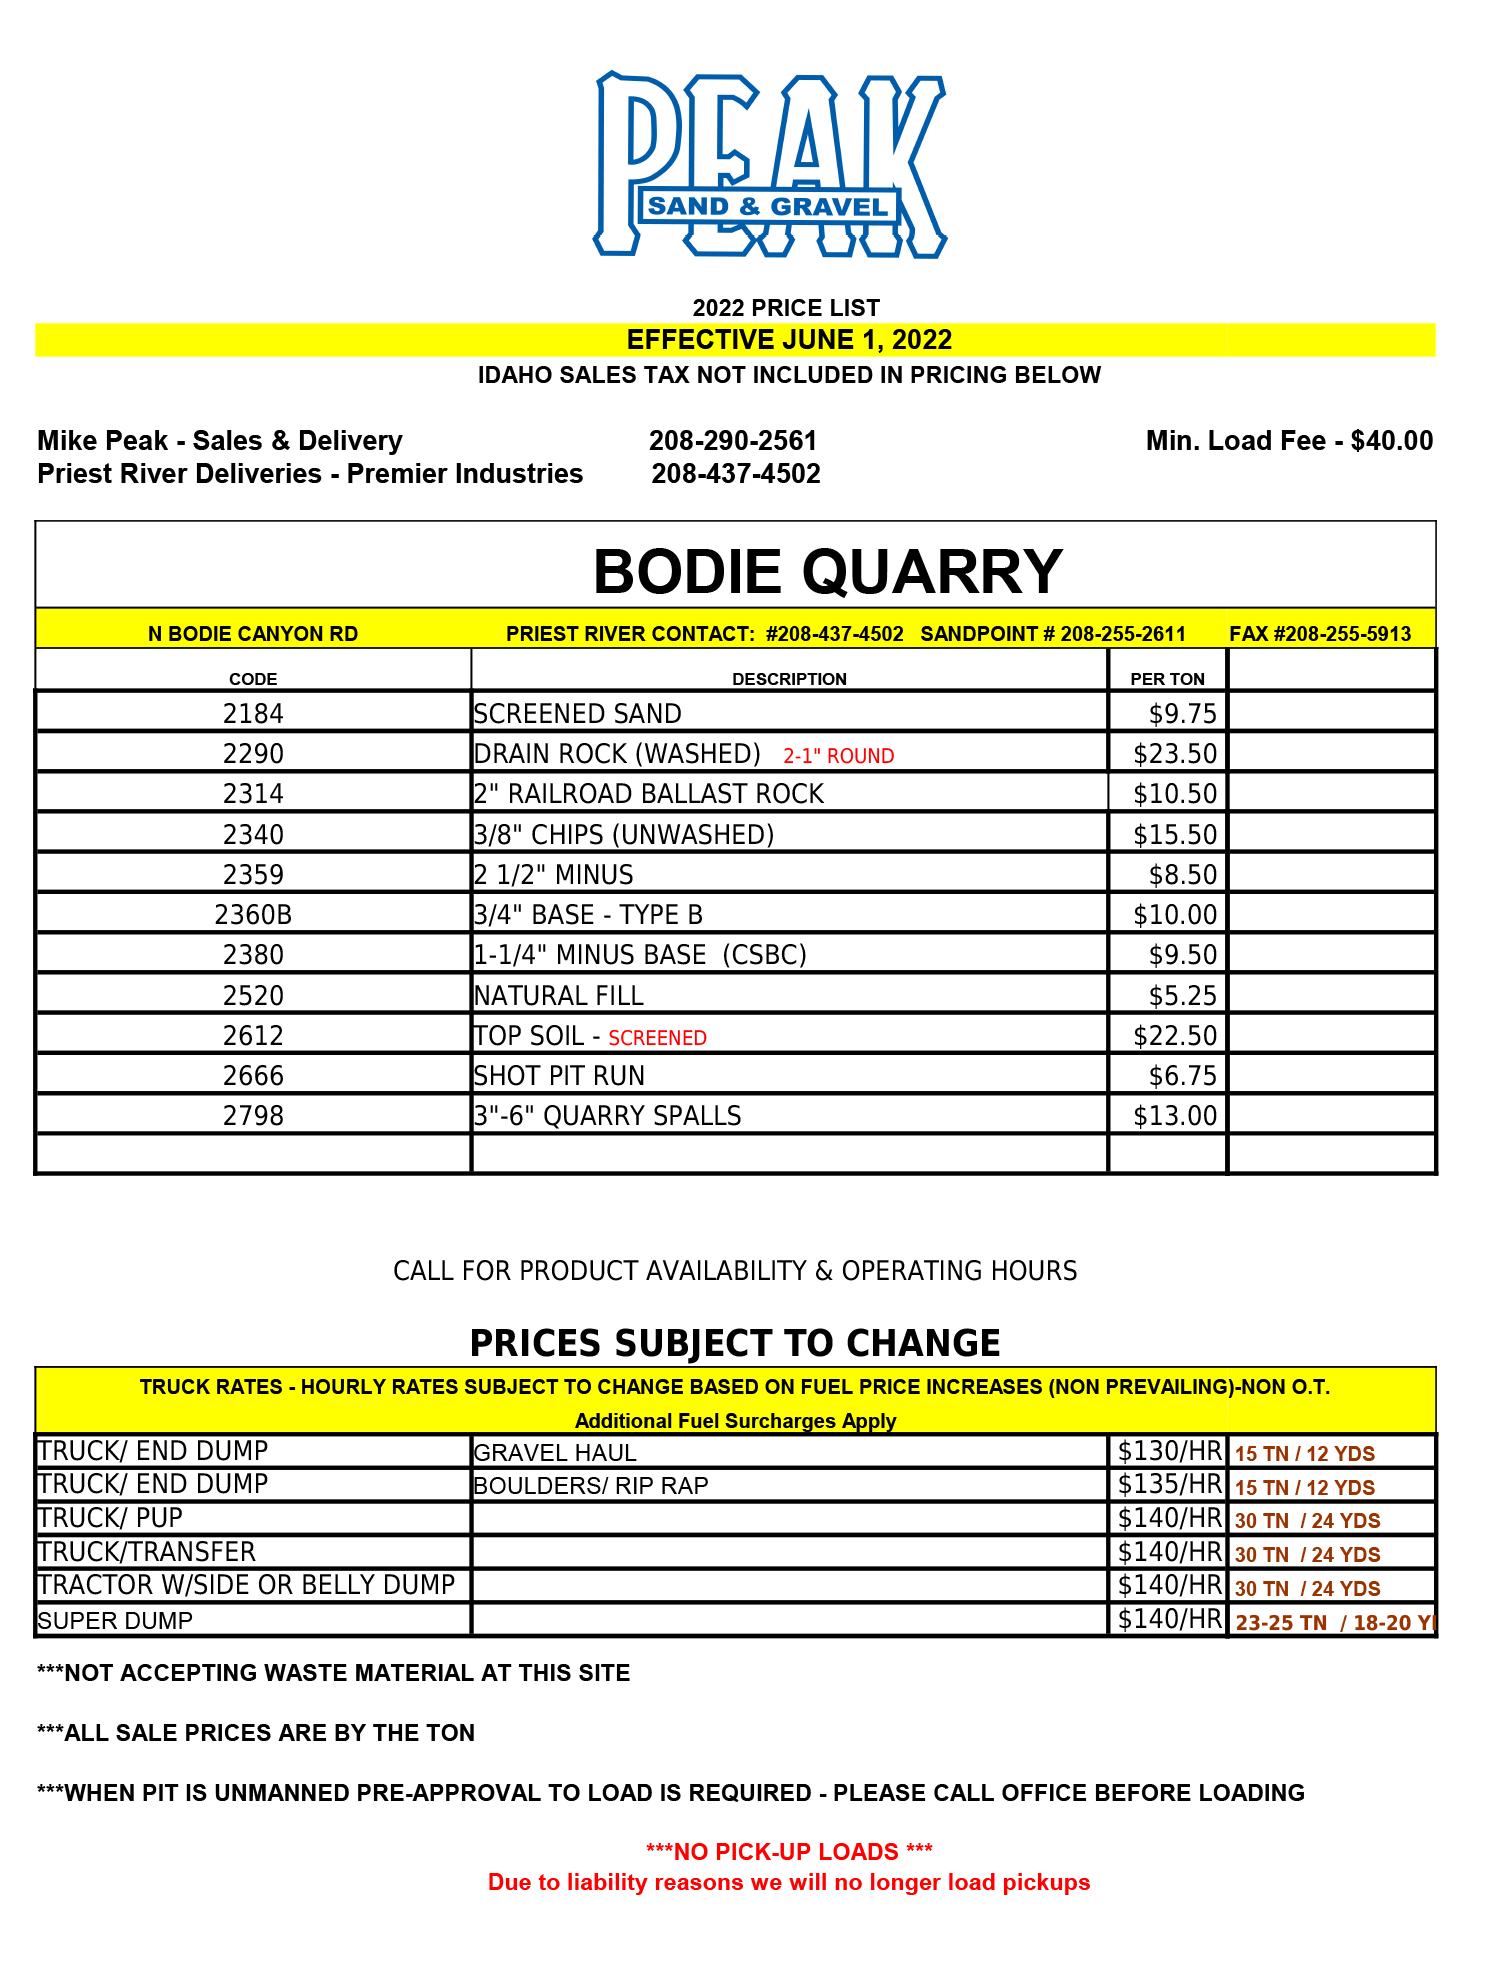 PEAK
SAND & GRAVEL
2022 PRICE LIST
EFFECTIVE JUNE 1, 2022
IDAHO SALES TAX NOT INCLUDED IN PRICING BELOW
Mike Peak - Sales & Delivery 208-290-2561 Min. Load Fee - $40.00
Priest River Deliveries - Premier Industries 208-437-4502
BODIE QUARRY
N BODIE CANYON RD PRIEST RIVER CONTACT: #208-437-4502 SANDPOINT # 208-255-2611 FAX #208-255-5913
CODE DESCRIPTION PER TON
2184 SCREENED SAND $9.75
2290 DRAIN ROCK (WASHED) 2-1" ROUND $23.50
2314 2" RAILROAD BALLAST ROCK $10.50
2340 3/8" CHIPS (UNWASHED) $15.50
2359 2 1/2" MINUS $8.50
2360B 3/4" BASE - TYPE B $10.00
2380 1-1/4" MINUS BASE (CSBC) $9.50
2520 NATURAL FILL $5.25
2612 TOP SOIL - SCREENED $22.50
2666 SHOT PIT RUN $6.75
2798 3"-6" QUARRY SPALLS $13.00
CALL FOR PRODUCT AVAILABILITY & OPERATING HOURS
PRICES SUBJECT TO CHANGE
TRUCK RATES - HOURLY RATES SUBJECT TO CHANGE BASED ON FUEL PRICE INCREASES (NON PREVAILING)-NON O.T.
Additional Fuel Surcharges Apply
TRUCK/ END DUMP GRAVEL HAUL $130/HR 15 TN / 12 YDS
TRUCK/ END DUMP BOULDERS/ RIP RAP $135/HR 15 TN / 12 YDS
TRUCK/ PUP $140/HR 30 TN / 24 YDS
TRUCK/TRANSFER $140/HR 30 TN / 24 YDS
TRACTOR W/SIDE OR BELLY DUMP $140/HR 30 TN / 24 YDS
SUPER DUMP $140/HR 23-25 TN / 18-20
***NOT ACCEPTING WASTE MATERIAL AT THIS SITE
***ALL SALE PRICES ARE BY THE TON
***WHEN PIT IS UNMANNED PRE-APPROVAL TO LOAD IS REQUIRED - PLEASE CALL OFFICE BEFORE LOADING
***NO PICK-UP LOADS ***
Due to liability reasons we will no longer load pickups